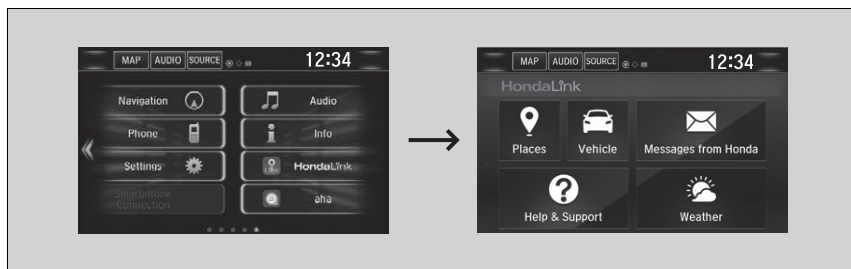 MAP AUDIO SOURCE 12:34
Navigation Audio
Phone Info
Settings HondaLink
Smartphone
Connection
aha
MAP AUDIO SOURCE 12:34
HondaLink
Places Vehicle Messages from Honda
Help & Support Weather